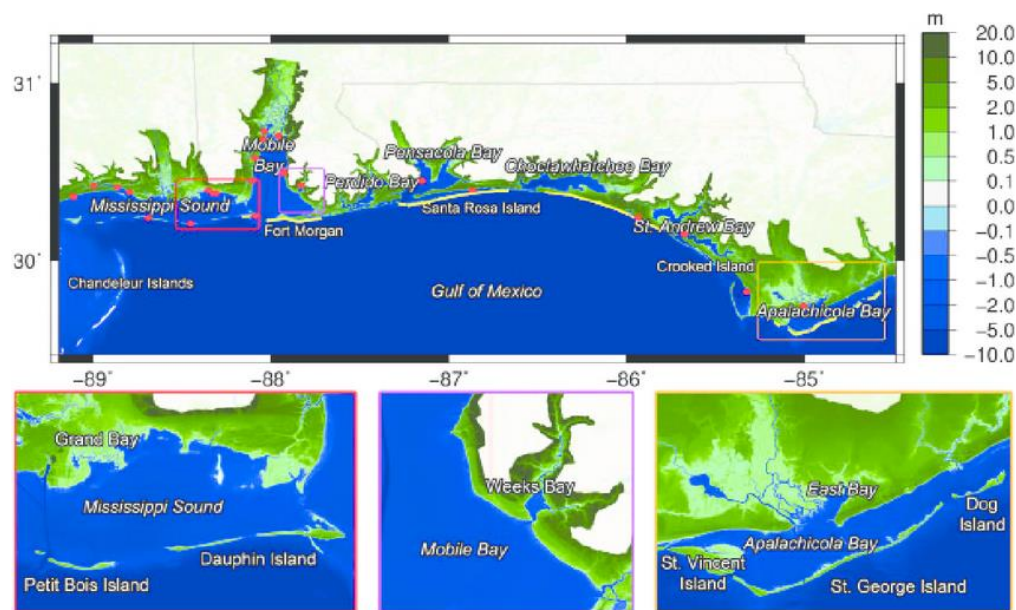 m
20.0
10.0
5.0
2.0
1.0
0.5
0.1
0.0
−0.1
−0.5
−1.0
−2.0
−5.0
−10.0
31°
30°
Mobile
Bay
Pensacola Bay
Choctawhatchee Bay
Perdido Bay
Mississippi Sound
Santa Rosa Island
Fort Morgan
St. Andrew Bay
Crooked Island
Chandeleur Islands
Gulf of Mexico
Apalachicola Bay
−89
−88
−87
−86
−85
Grand Bay
Mississippi Sound
Dauphin Island
Petit Bois Island
Weeks Bay
Mobile Bay
East Bay
Dog
Island
Apalachicola Bay
St. Vincent
Island
St. George Island